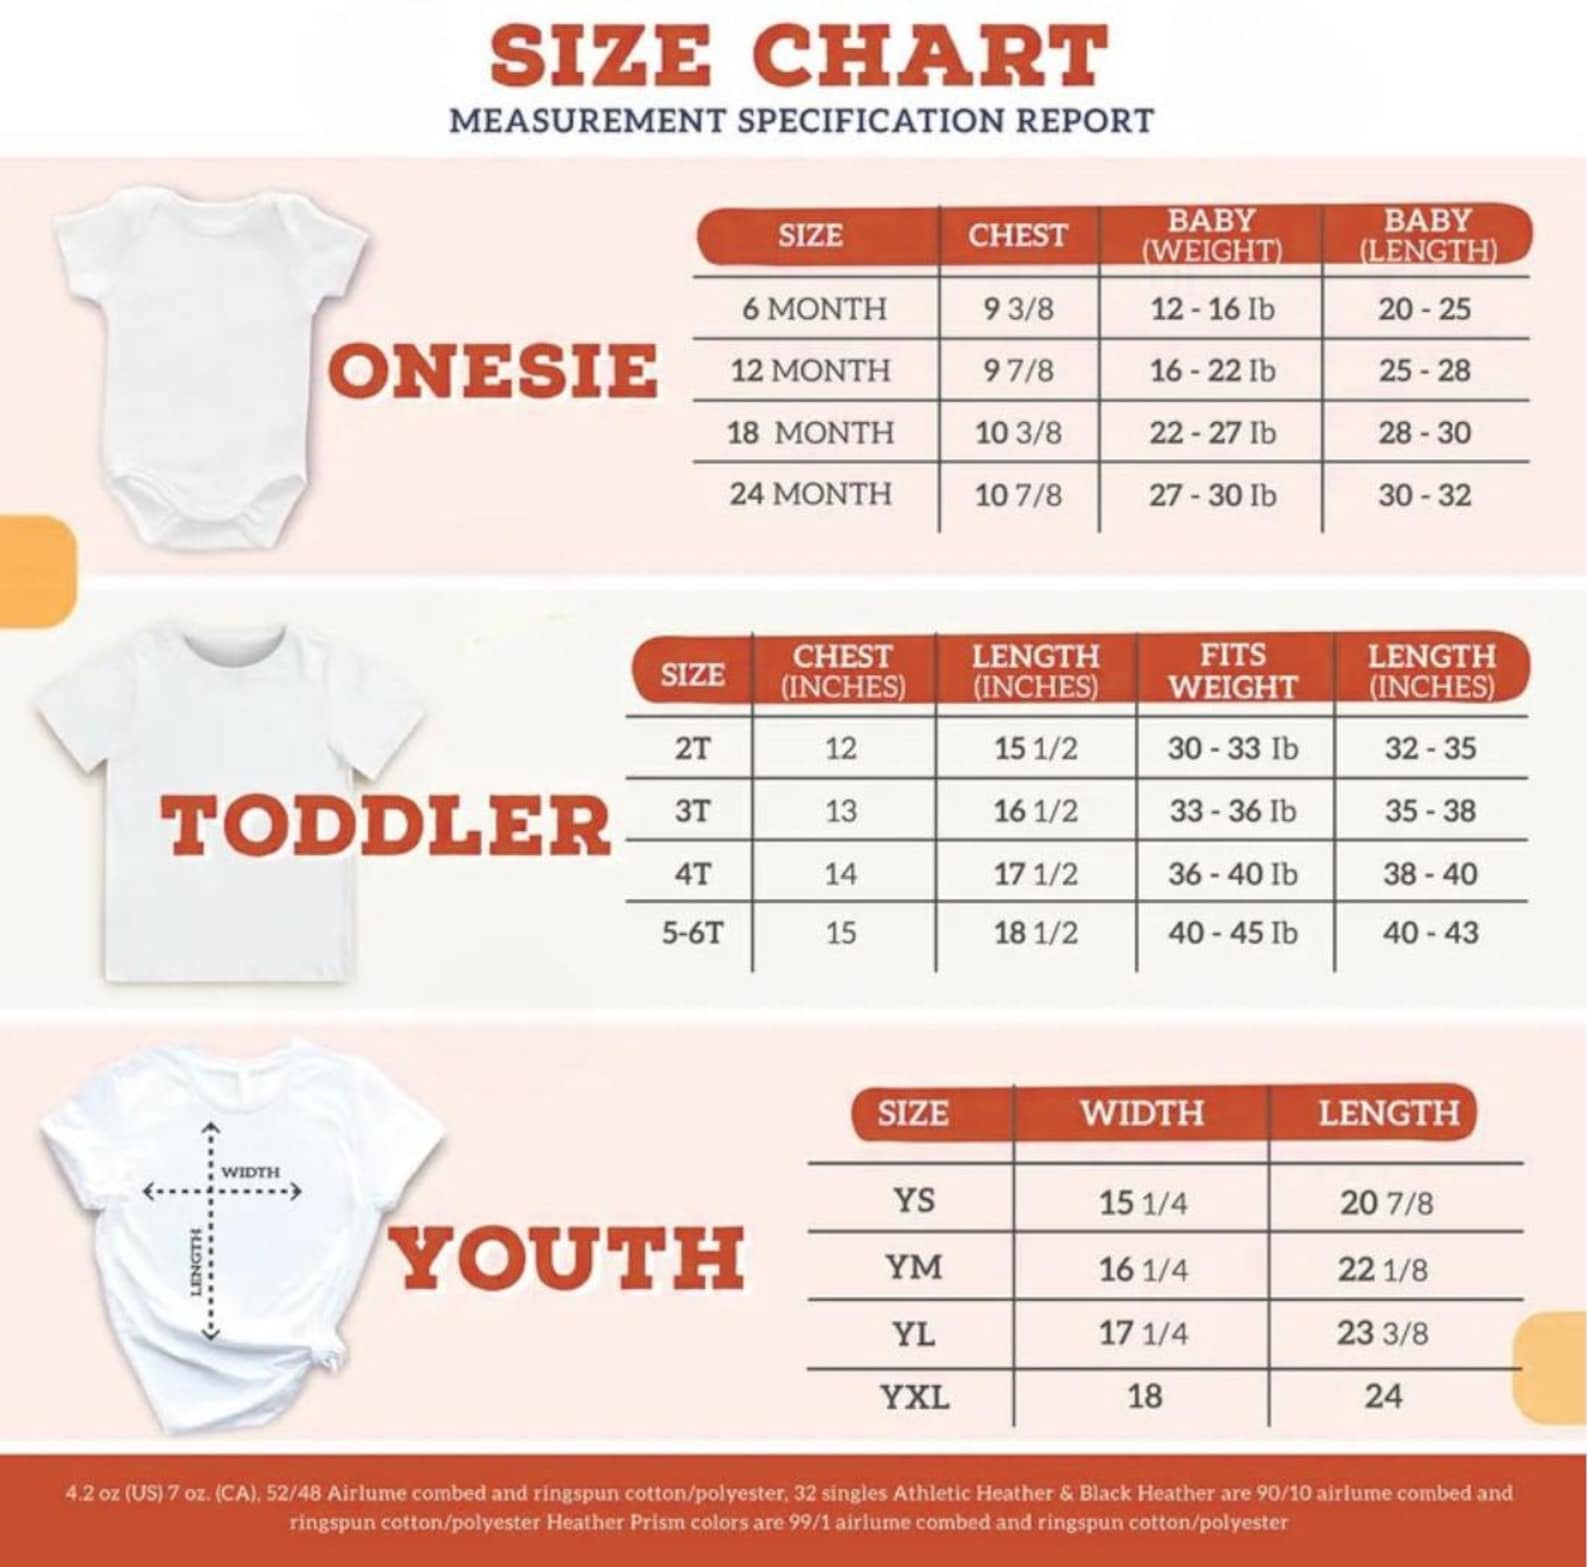 SIZE CHART
MEASUREMENT SPECIFICATION REPORT
ONESIE
SIZE CHEST BABY (WEIGHT) BABY (LENGTH)
6 MONTH 9 3/8 12 - 16 Ib 20 - 25
12 MONTH 9 7/8 16 - 22 Ib 25 - 28
18 MONTH 10 3/8 22 - 27 Ib 28 - 30
24 MONTH 10 7/8 27 - 30 Ib 30 - 32
TODDLER
SIZE CHEST (INCHES) LENGTH (INCHES) FITS WEIGHT LENGTH (INCHES)
2T 12 15 1/2 30 - 33 Ib 32 - 35
3T 13 16 1/2 33 - 36 Ib 35 - 38
4T 14 17 1/2 36 - 40 Ib 38 - 40
5-6T 15 18 1/2 40 - 45 Ib 40 - 43
WIDTH
LENGTH
YOUTH
SIZE WIDTH LENGTH
YS 15 1/4 20 7/8
YM 16 1/4 22 1/8
YL 17 1/4 23 3/8
YXL 18 24
4.2 oz (US) 7 oz. (CA), 52/48 Airlume combed and ringspun cotton/polyester, 32 singles Athletic Heather & Black Heather are 90/10 airlume combed and
ringspun cotton/polyester Heather Prism colors are 99/1 airlume combed and ringspun cotton/polyester